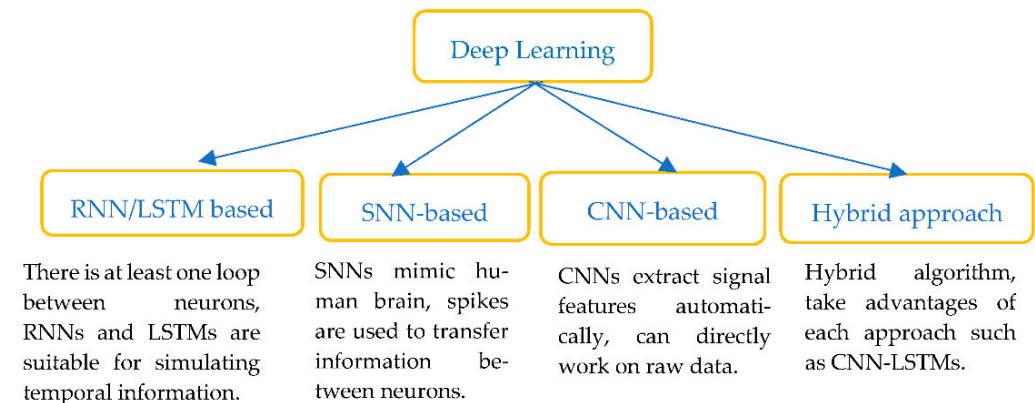 Deep Learning
RNN/LSTM based
SNN-based
CNN-based
Hybrid approach
There is at least one loop
between neurons,
RNNs and LSTMs are
suitable for simulating
temporal information.
SNNs mimic hu-
man brain, spikes
are used to transfer
information be-
tween neurons.
CNNs extract signal
features automati-
cally, can directly
work on raw data.
Hybrid algorithm,
take advantages of
each approach such
as CNN-LSTMs.